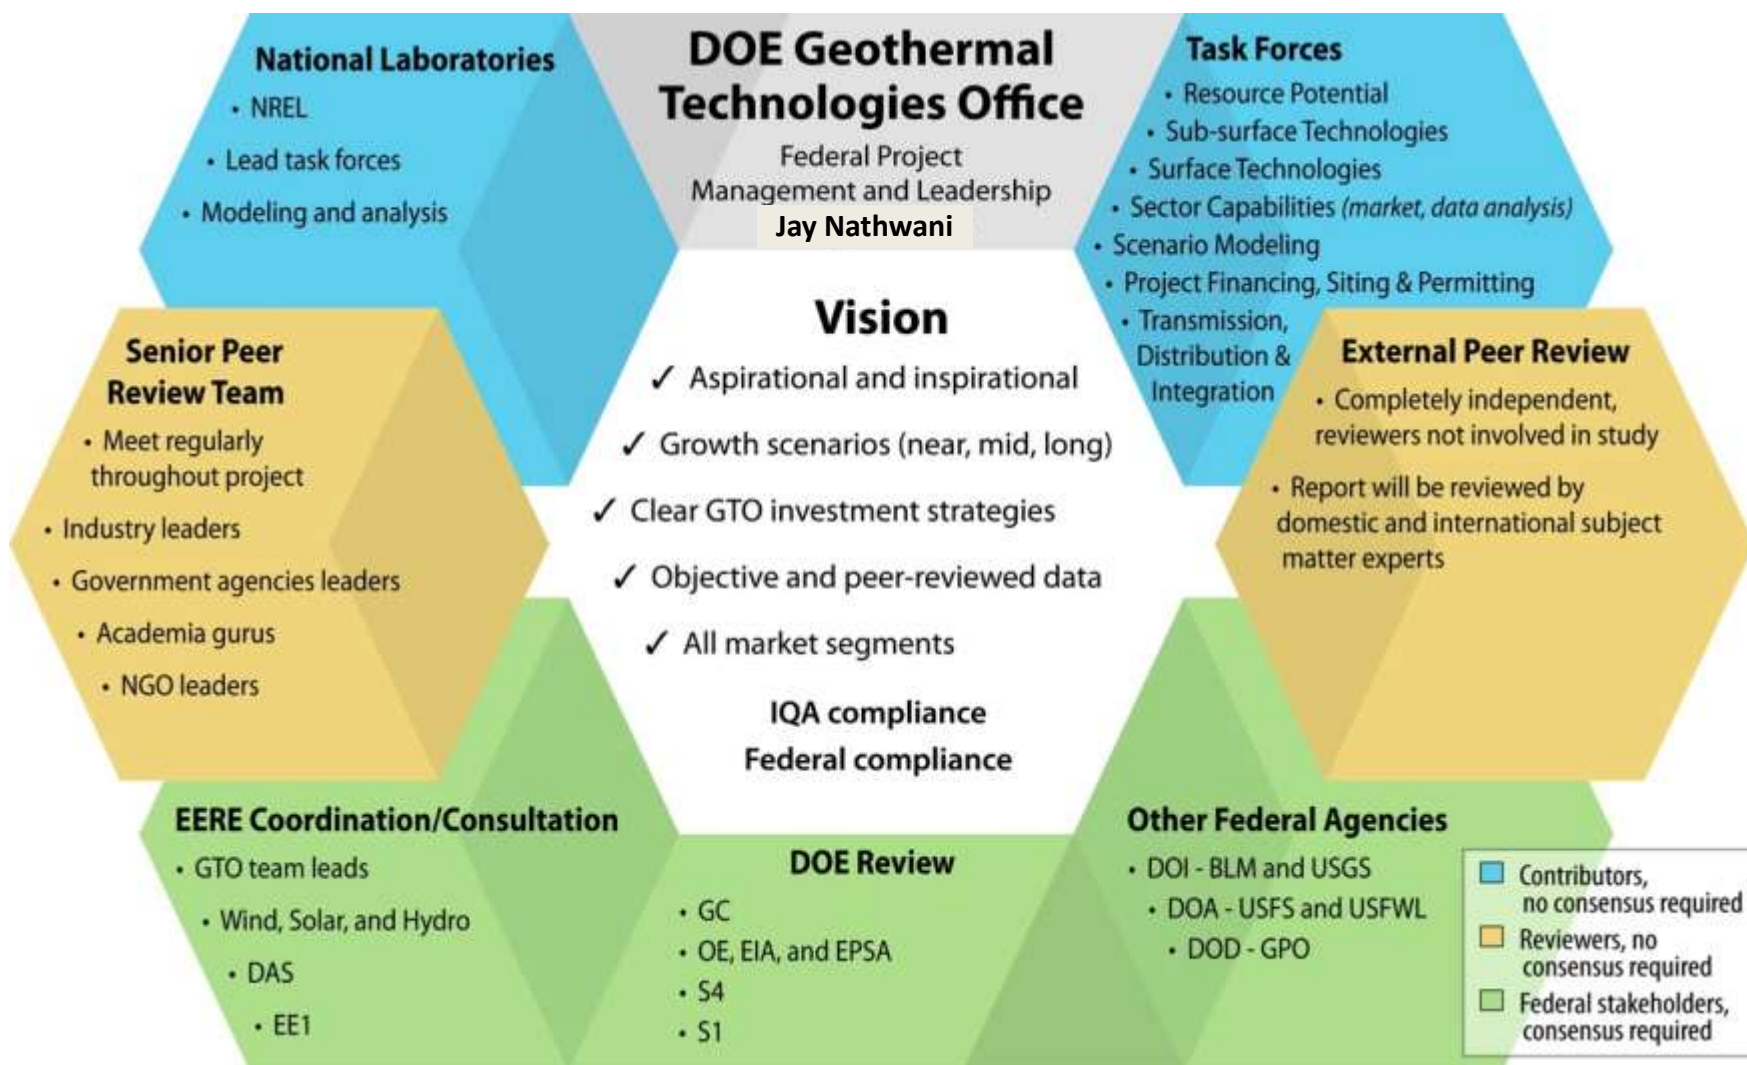 National Laboratories
• NREL
• Lead task forces
• Modeling and analysis
DOE Geothermal
Technologies Office
Federal Project
Management and Leadership
Jay Nathwani
Task Forces
• Resource Potential
• Sub-surface Technologies
• Surface Technologies
• Sector Capabilities (market, data analysis)
• Scenario Modeling
• Project Financing, Siting & Permitting
• Transmission,
Distribution &
Integration
Senior Peer
Review Team
• Meet regularly
throughout project
• Industry leaders
• Government agencies leaders
• Academia gurus
• NGO leaders
Vision
✓ Aspirational and inspirational
✓ Growth scenarios (near, mid, long)
✓ Clear GTO investment strategies
✓ Objective and peer-reviewed data
✓ All market segments
IQA compliance
Federal compliance
External Peer Review
• Completely independent,
reviewers not involved in study
• Report will be reviewed by
domestic and international subject
matter experts
EERE Coordination/Consultation
• GTO team leads
• Wind, Solar, and Hydro
• DAS
• EE1
DOE Review
• GC
• OE, EIA, and EPSA
• S4
• S1
Other Federal Agencies
• DOI - BLM and USGS
• DOA - USFS and USFWL
• DOD - GPO
Contributors,
no consensus required
Reviewers, no
consensus required
Federal stakeholders,
consensus required